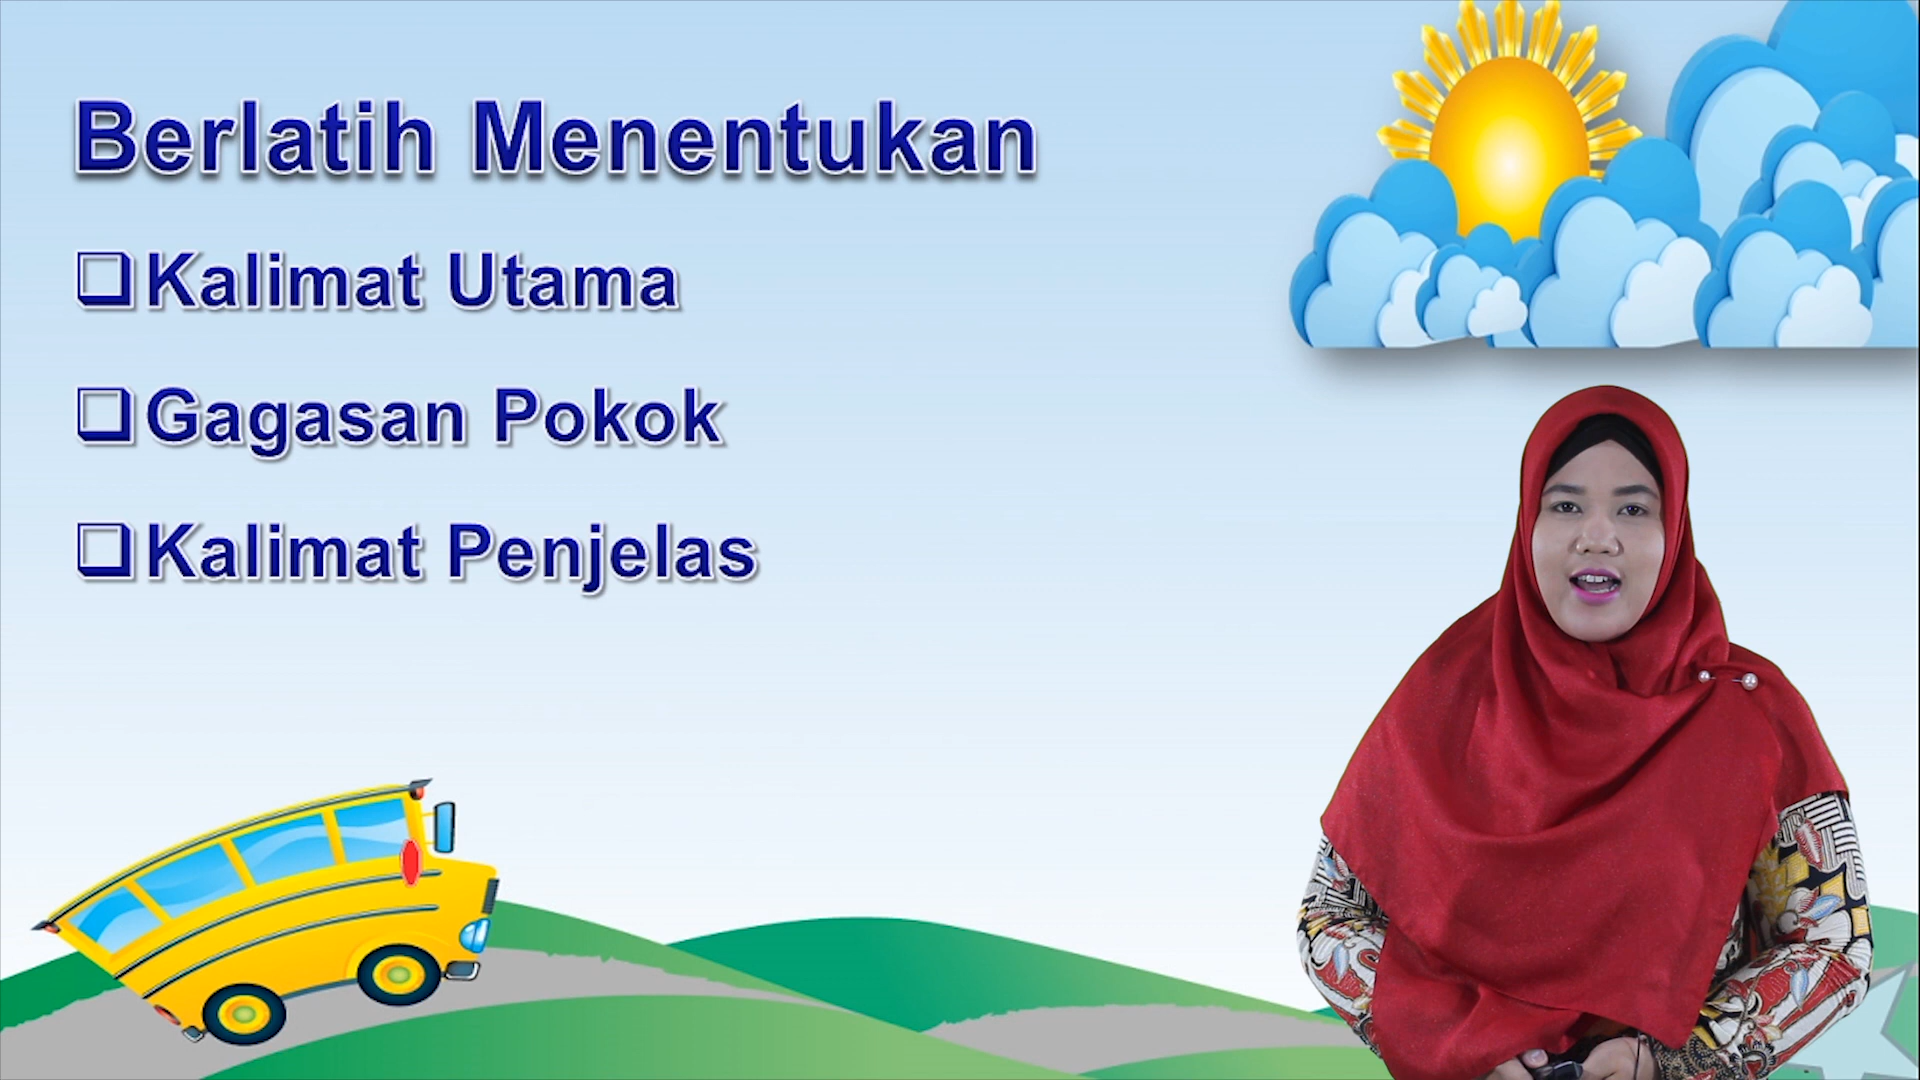 Berlatih Menentukan
Kalimat Utama
Gagasan Pokok
Kalimat Penjelas